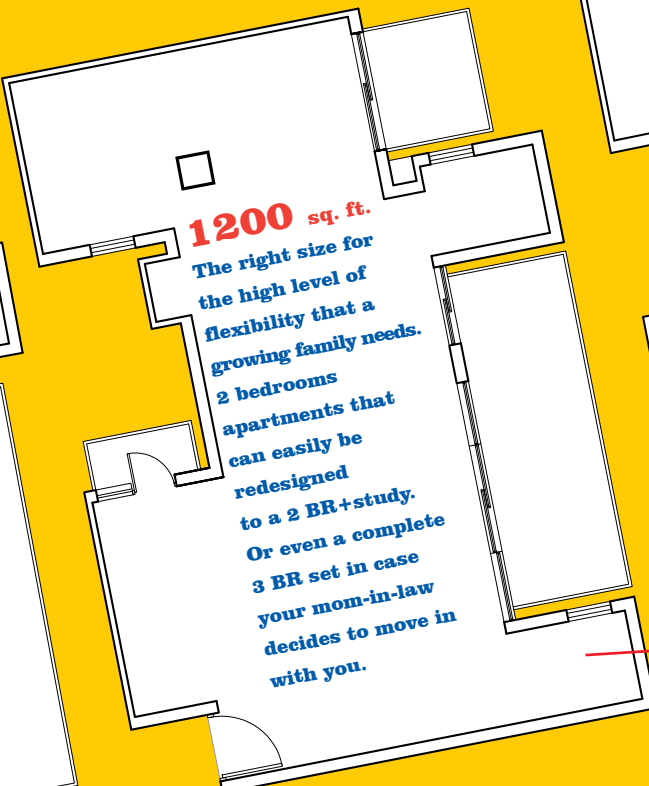 1200 sq. ft.
The right size for
the high level of
flexibility that a
growing family needs.
2 bedrooms
apartments that
can easily be
redesigned
to a 2 BR+study.
Or even a complete
3 BR set in case
your mom-in-law
decides to move in
with you.